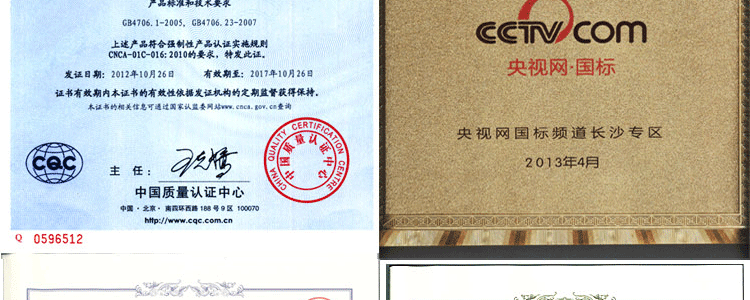 产品标准和技术要求
GB4706.1-2005、GB4706.23-2007
上述产品符合强制性产品认证实施规则
CNCA-01C-016:2010的要求，特发此证。
发证日期：2012年10月26日 有效期至：2017年10月26日
证书有效期内本证书的有效性依据发证机构的定期监督获得保持。
本证书的相关信息可通过国家认监委网站www.cnca.gov.cn查询
CQC
主任：
CHINA QUALITY CERTIFICATION CENTRE
中国质量认证中心
中国质量认证中心
中国·北京·南四环西路188号9区 100070
http://www.cqc.com.cn
Q 0596512
CCTV.com
央视网·国标
央视网国标频道长沙专区
2013年4月